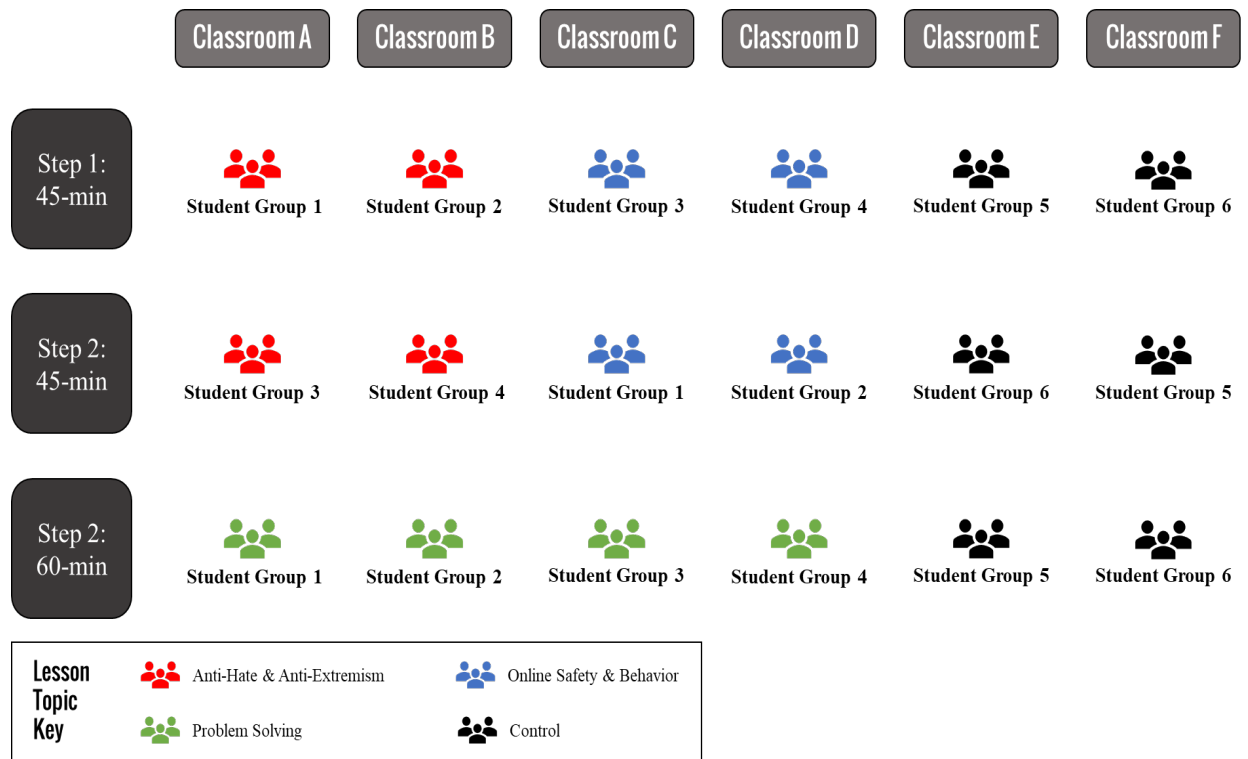 Classroom A
Classroom B
Classroom C
Classroom D
Classroom E
Classroom F
Step 1:
45-min
Student Group 1
Student Group 2
Student Group 3
Student Group 4
Student Group 5
Student Group 6
Step 2:
45-min
Student Group 3
Student Group 4
Student Group 1
Student Group 2
Student Group 6
Student Group 5
Step 2:
60-min
Student Group 1
Student Group 2
Student Group 3
Student Group 4
Student Group 5
Student Group 6
Lesson
Topic
Key
Anti-Hate & Anti-Extremism
Online Safety & Behavior
Problem Solving
Control